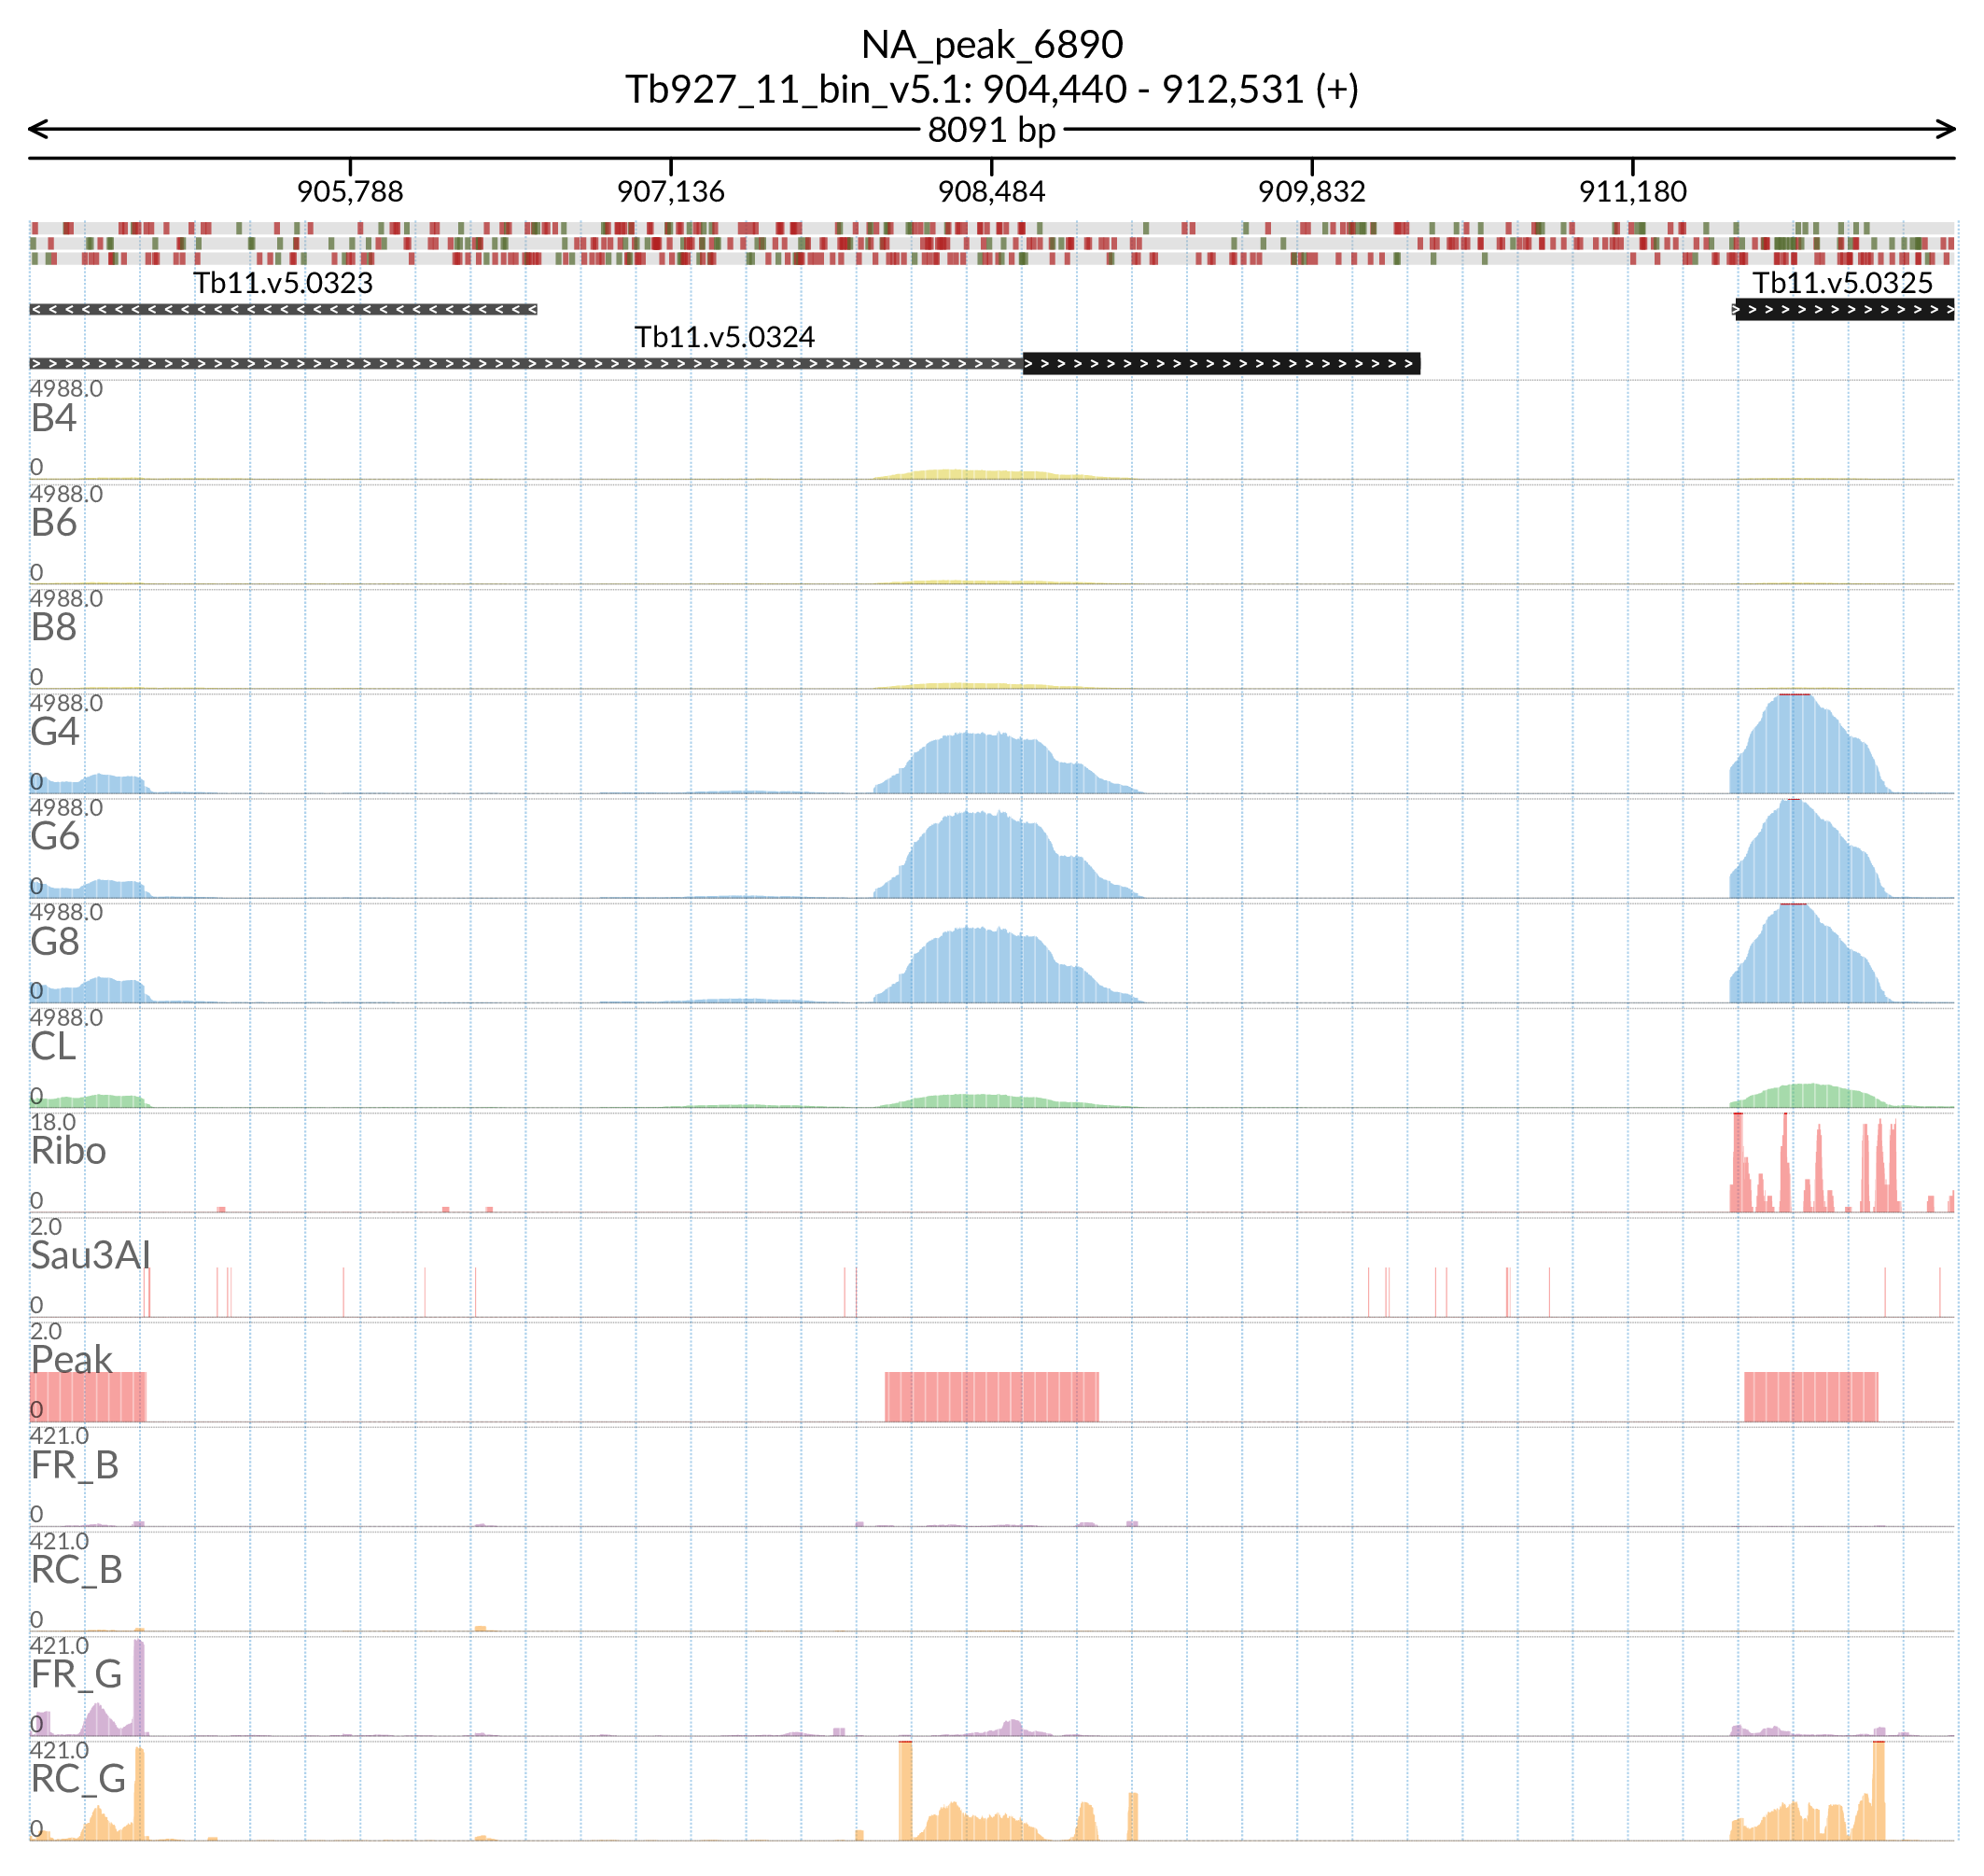 NA_peak_6890
Tb927_11_bin_v5.1: 904,440 - 912,531 (+)
8091 bp
905,788 907,136 908,484 909,832 911,180
Tb11.v5.0323 Tb11.v5.0325
Tb11.v5.0324
4988.0
B4
0
4988.0
B6
0
4988.0
B8
0
4988.0
G4
0
4988.0
G6
0
4988.0
G8
0
4988.0
CL
0
18.0
Ribo
0
2.0
Sau3AI
0
2.0
Peak
0
421.0
FR_B
0
421.0
RC_B
0
421.0
FR_G
0
421.0
RC_G
0